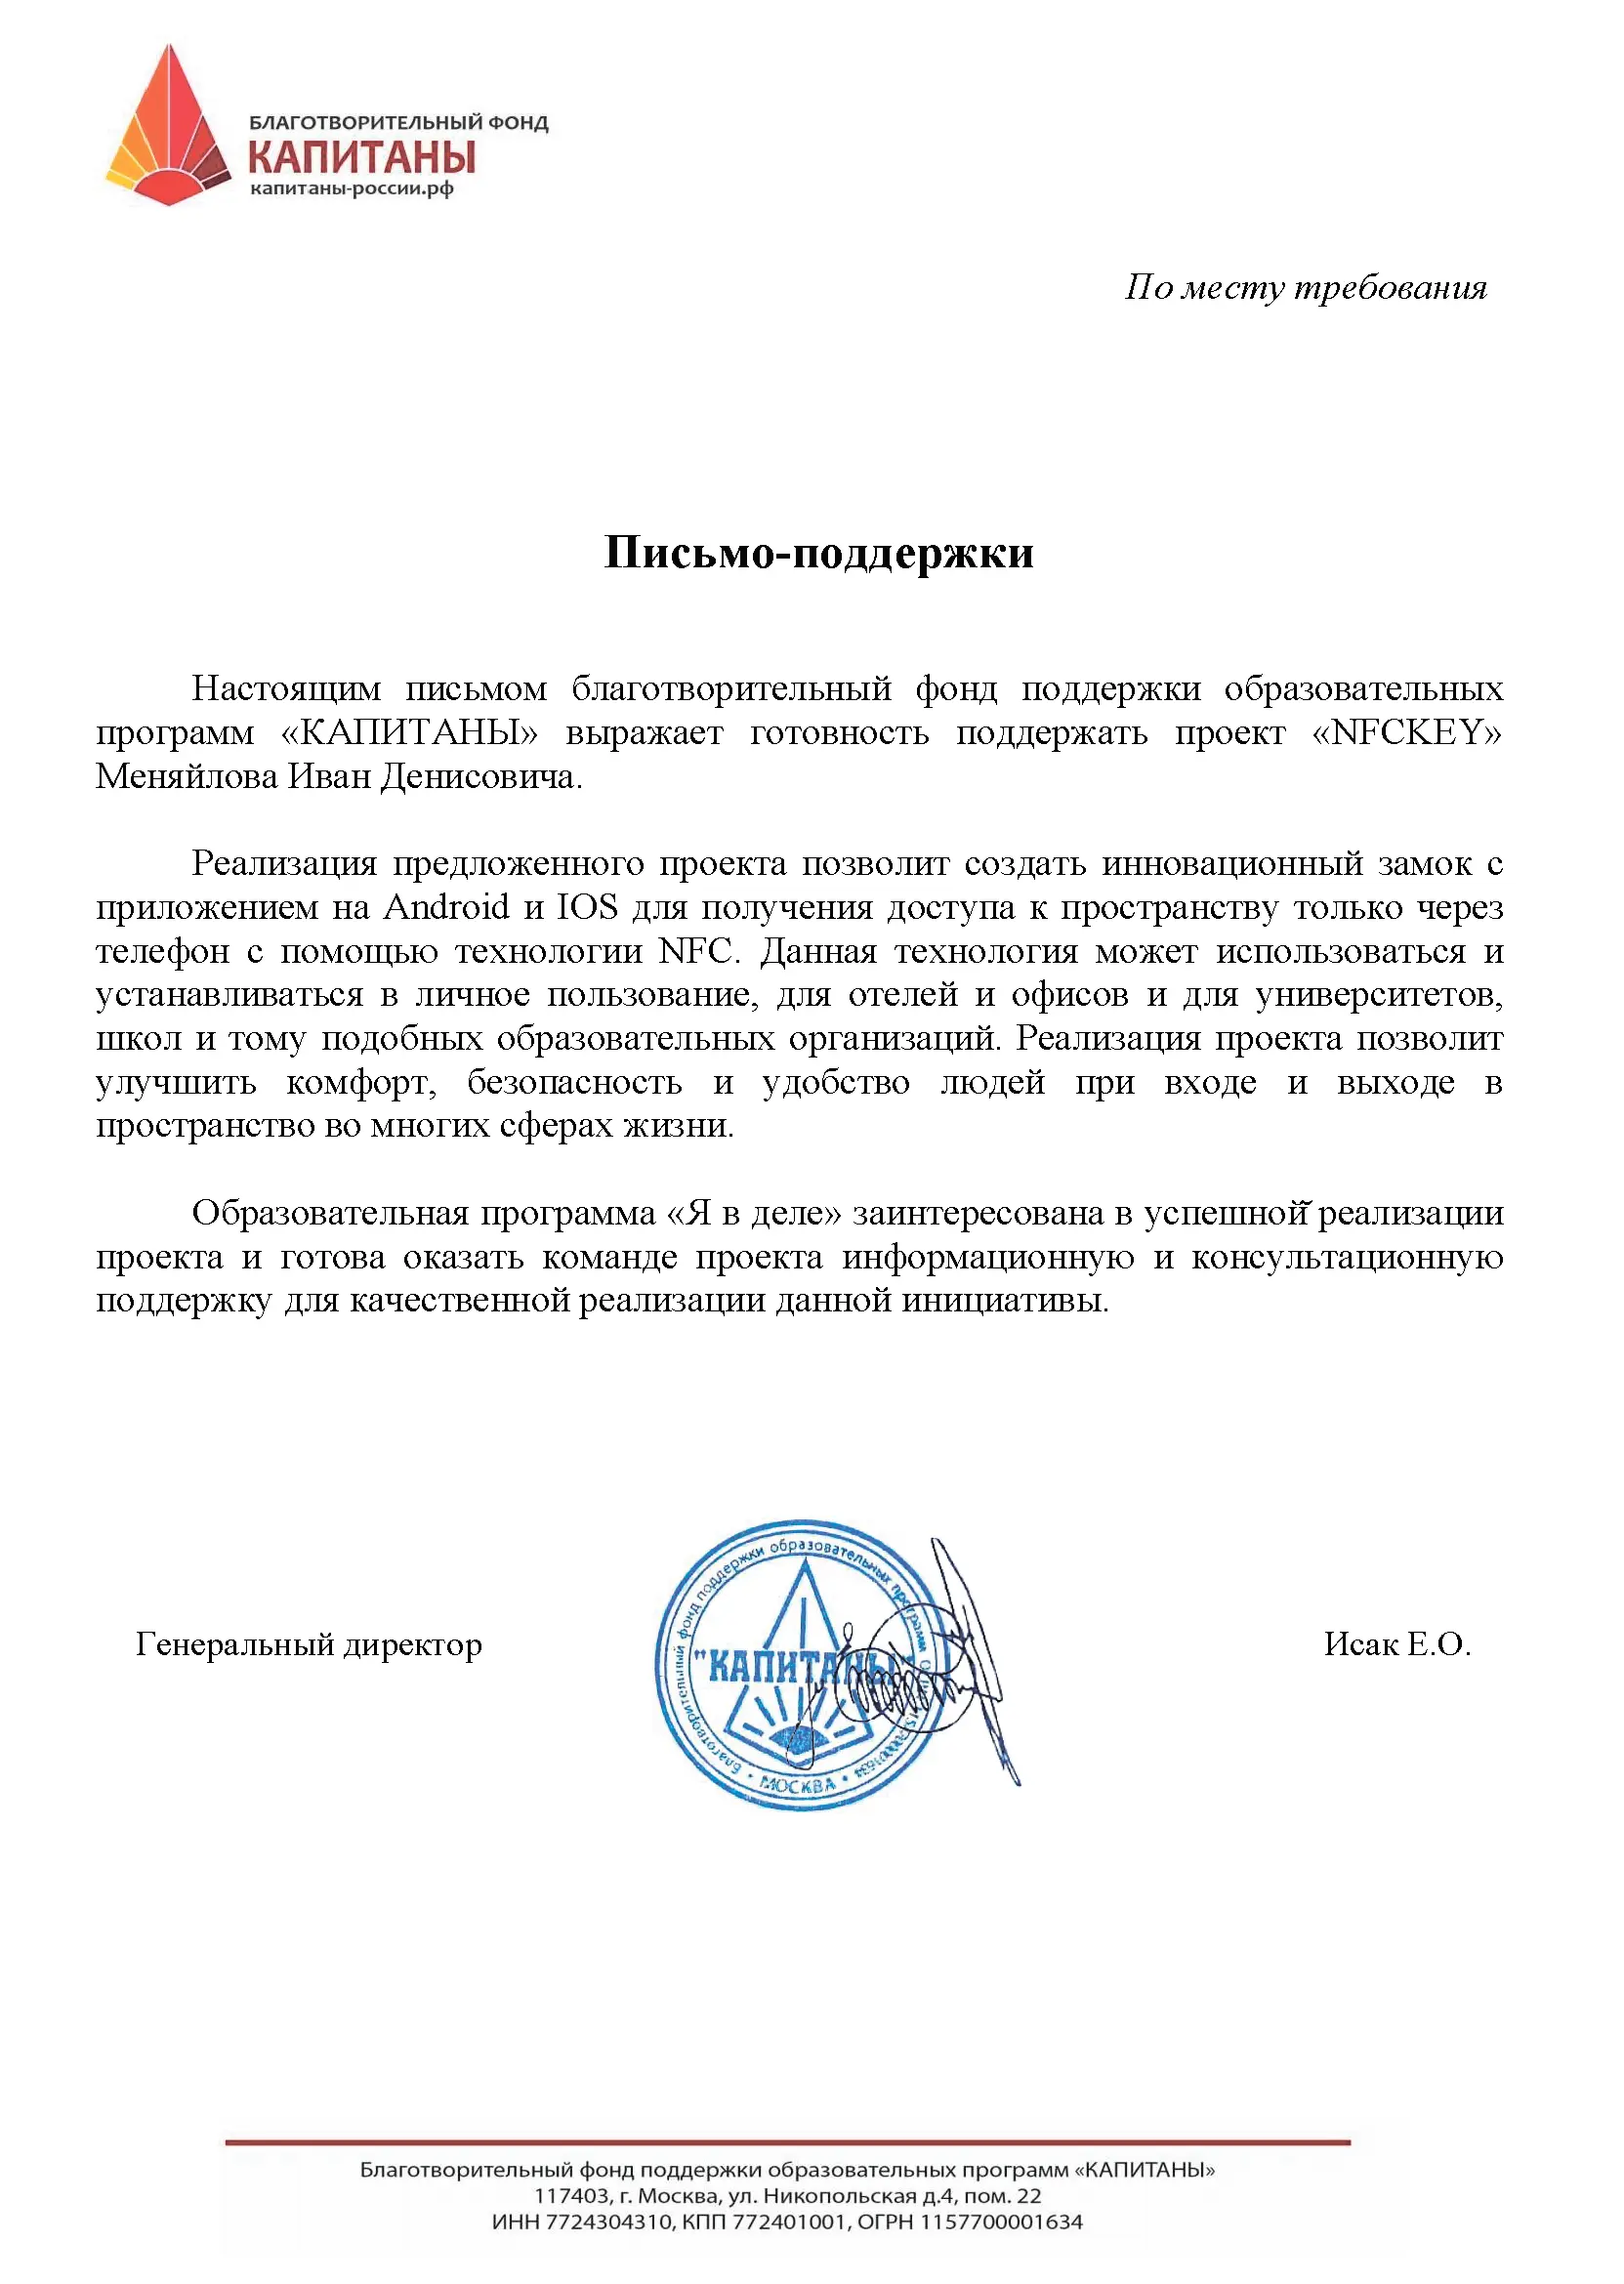 БЛАГОТВОРИТЕЛЬНЫЙ ФОНД
КАПИТАНЫ
капитаны-россии.рф
По месту требования
Письмо-поддержки
Настоящим письмом благотворительный фонд поддержки образовательных
программ «КАПИТАНЫ» выражает готовность поддержать проект «NFCKEY»
Меняйлова Иван Денисовича.
Реализация предложенного проекта позволит создать инновационный замок с
приложением на Android и IOS для получения доступа к пространству только через
телефон с помощью технологии NFC. Данная технология может использоваться и
устанавливаться в личное пользование, для отелей и офисов и для университетов,
школ и тому подобных образовательных организаций. Реализация проекта позволит
улучшить комфорт, безопасность и удобство людей при входе и выходе в
пространство во многих сферах жизни.
Образовательная программа «Я в деле» заинтересована в успешной реализации
проекта и готова оказать команде проекта информационную и консультационную
поддержку для качественной реализации данной инициативы.
Генеральный директор
Благотворительный фонд поддержки образовательных программ
"КАПИТАНЫ"
• МОСКВА •
Исак Е.О.
Благотворительный фонд поддержки образовательных программ «КАПИТАНЫ»
117403, г. Москва, ул. Никопольская д.4, пом. 22
ИНН 7724304310, КПП 772401001, ОГРН 1157700001634